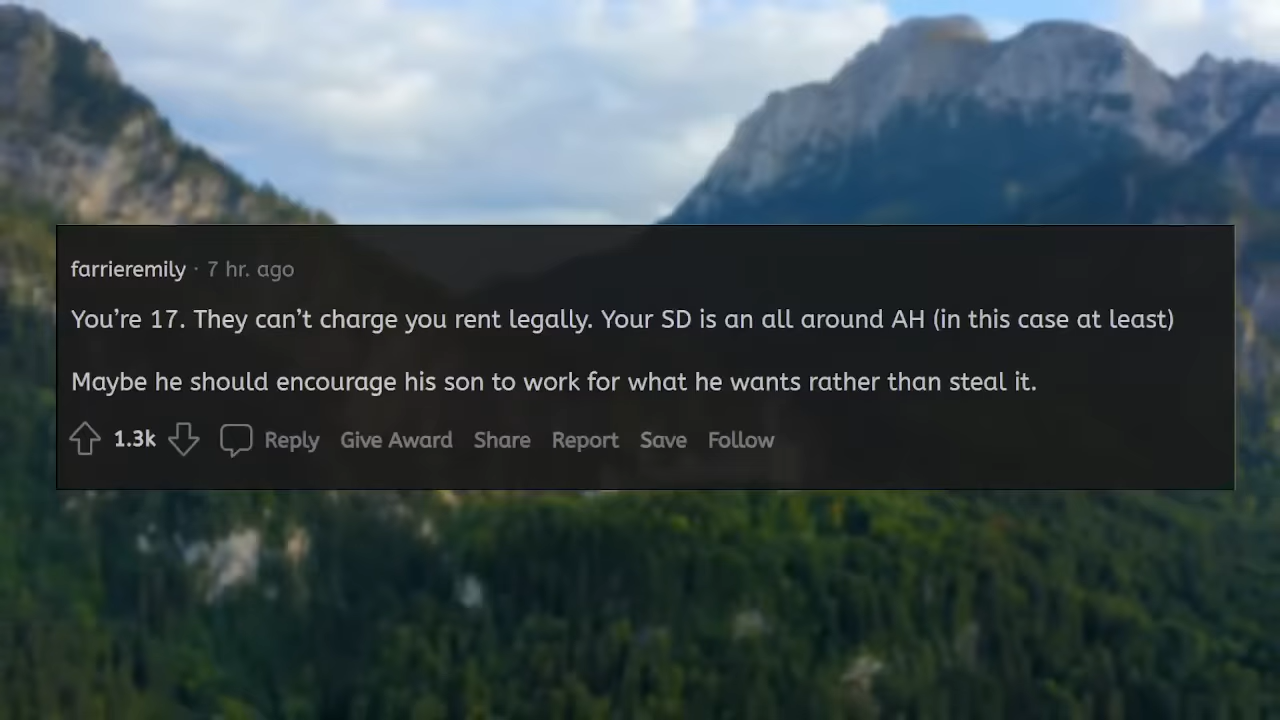 farrieremily · 7 hr. ago
You’re 17. They can’t charge you rent legally. Your SD is an all around AH (in this case at least)
Maybe he should encourage his son to work for what he wants rather than steal it.
1.3k Reply Give Award Share Report Save Follow